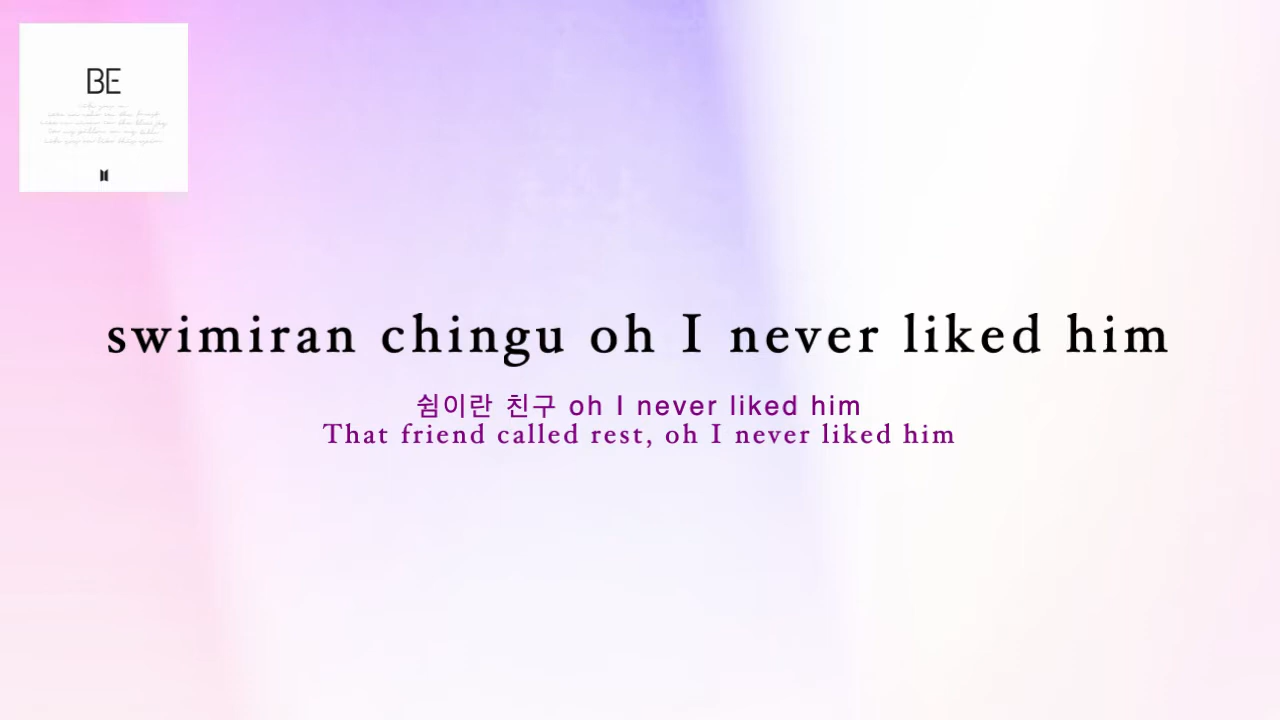 BE
swimiran chingu oh I never liked him
쉼이란 친구 oh I never liked him
That friend called rest, oh I never liked him